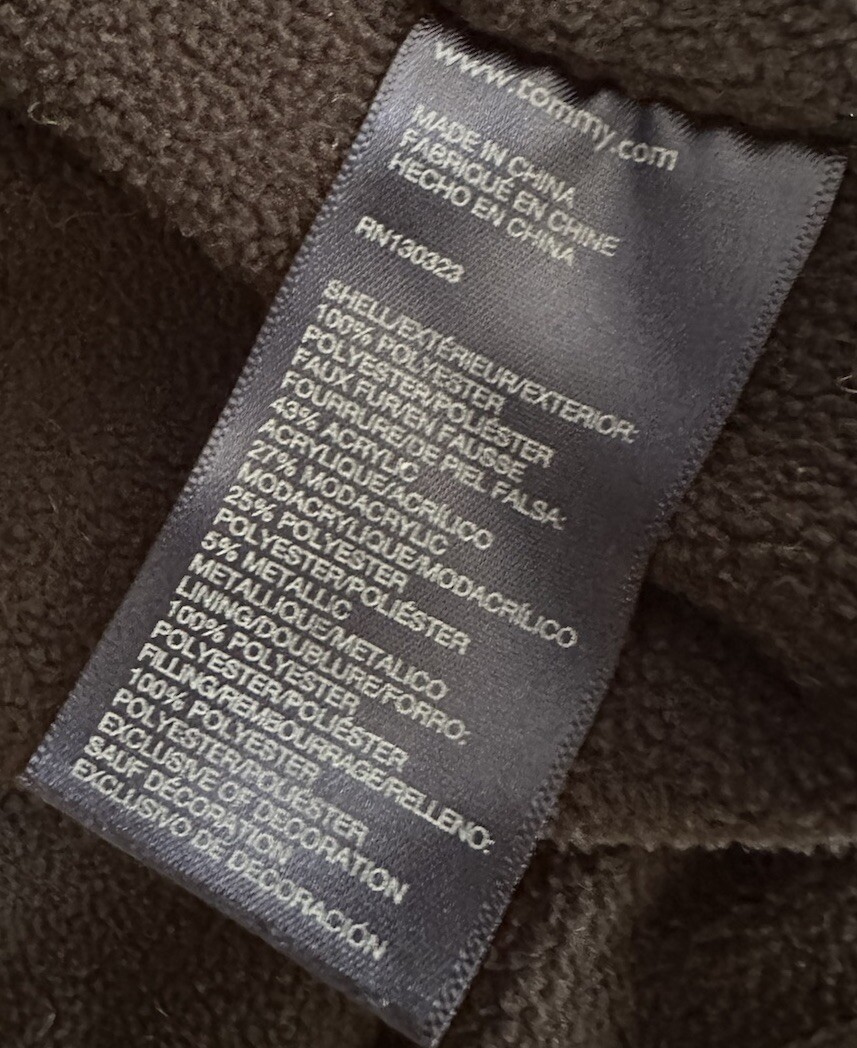 www.tommy.com
MADE IN CHINA
FABRIQUÉ EN CHINE
HECHO EN CHINA
RN130323
SHELL/EXTÉRIEUR/EXTERIOR:
100% POLYESTER
POLYESTER/POLIÉSTER
FAUX FUR/EN FAUSSE
FOURRURE/DE PIEL FALSA:
43% ACRYLIC
ACRYLIQUE/ACRÍLICO
27% MODACRYLIC
MODACRYLIQUE/MODACRÍLICO
25% POLYESTER
POLYESTER/POLIÉSTER
5% METALLIC
METALLIQUE/METALICO
LINING/DOUBLURE/FORRO:
100% POLYESTER
POLYESTER/POLIÉSTER
FILLING/REMBOURRAGE/RELLENO:
100% POLYESTER
POLYESTER/POLIÉSTER
EXCLUSIVE OF DECORATION
SAUF DÉCORATION
EXCLUSIVO DE DECORACIÓN